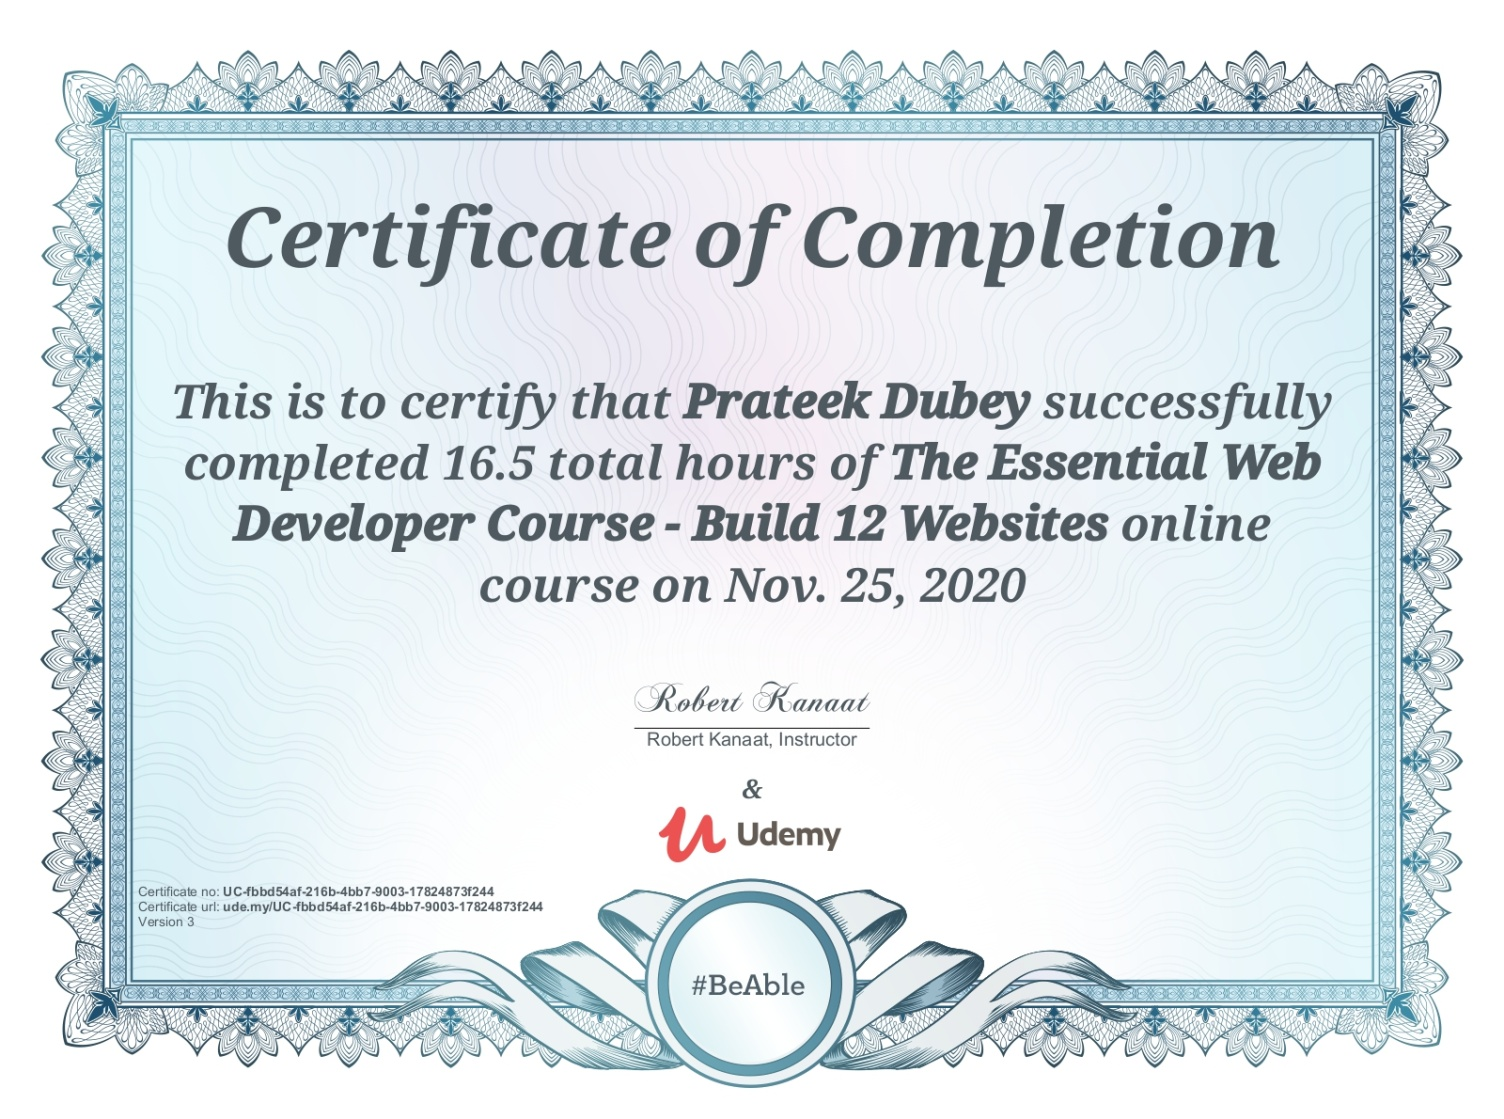 Certificate of Completion
This is to certify that Prateek Dubey successfully
completed 16.5 total hours of The Essential Web
Developer Course - Build 12 Websites online
course on Nov. 25, 2020
Robert Kanaat
Robert Kanaat, Instructor
&
Udemy
Certificate no: UC-fbbd54af-216b-4bb7-9003-17824873f244
Certificate url: ude.my/UC-fbbd54af-216b-4bb7-9003-17824873f244
Version 3
#BeAble